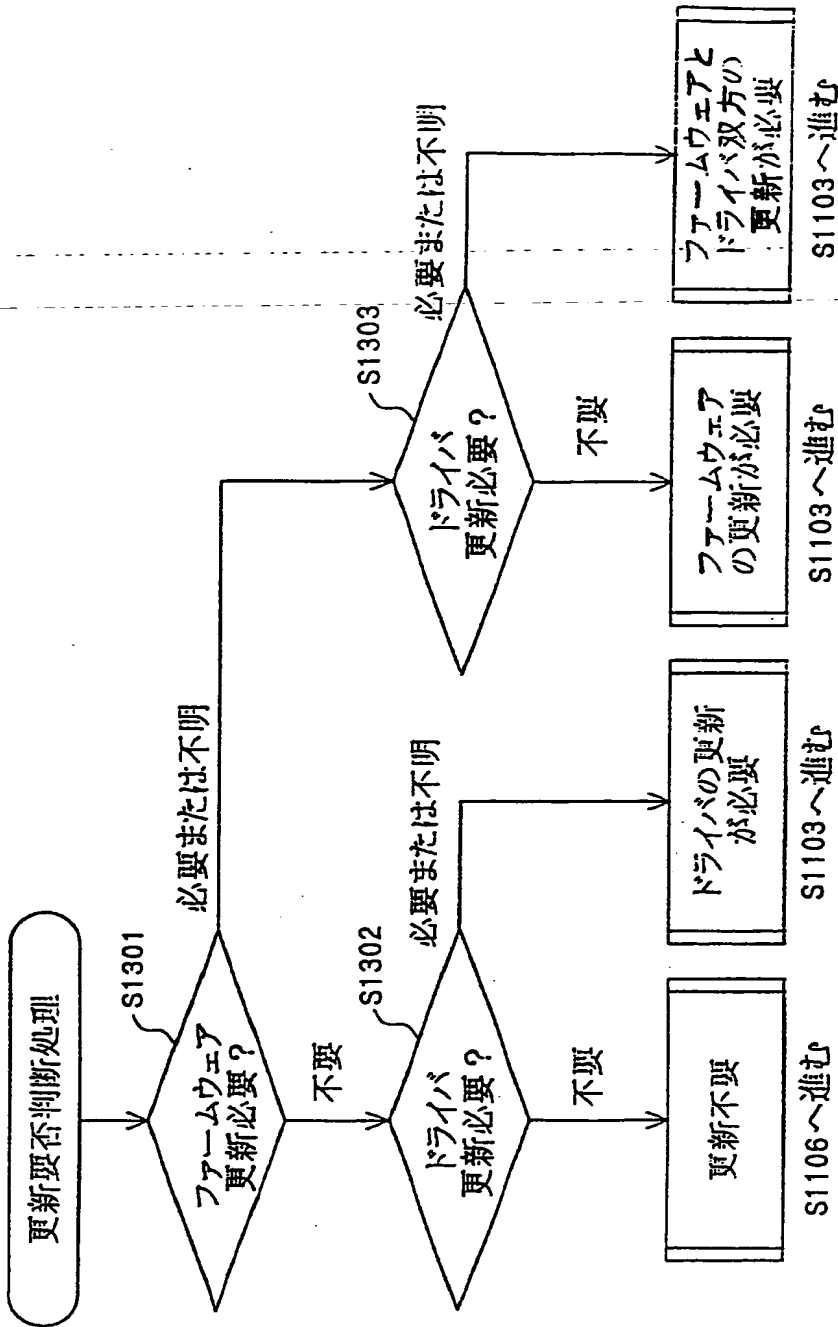 更新要否判断処理
S1301
ファームウェア
更新必要？
必要または不明
不要
S1302
ドライバ
更新必要？
必要または不明
不要
S1303
ドライバ
更新必要？
必要または不明
不要
更新不要
S1106へ進む
ドライバの更新
が必要
S1103へ進む
ファームウェア
の更新が必要
S1103へ進む
ファームウェアと
ドライバ双方の
更新が必要
S1103へ進む